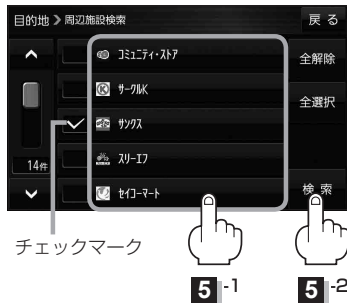 目的地 周辺施設検索 戻る
コミュニティ・ストア 全解除
サークルK
全選択
サンクス
スリーエフ
14件
セイコーマート 検索
チェックマーク
5 -1 5 -2